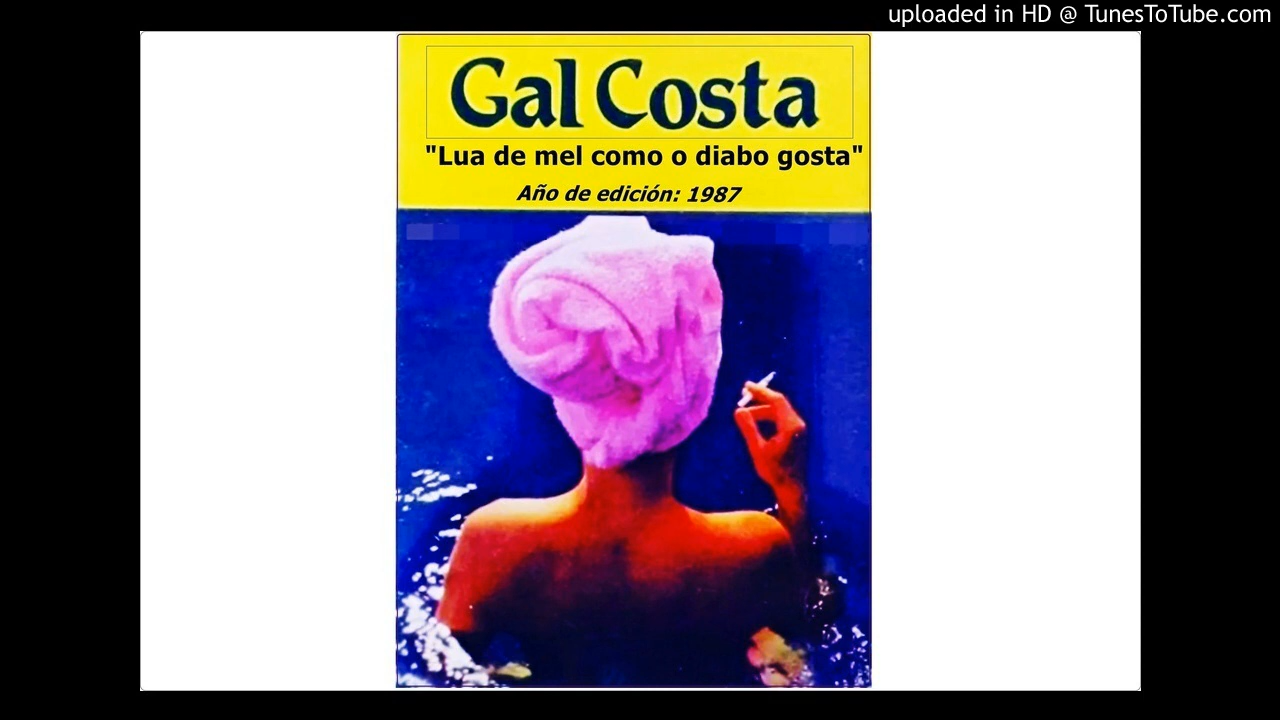 uploaded in HD @ TunesToTube.com
Gal Costa
"Lua de mel como o diabo gosta"
Año de edición: 1987